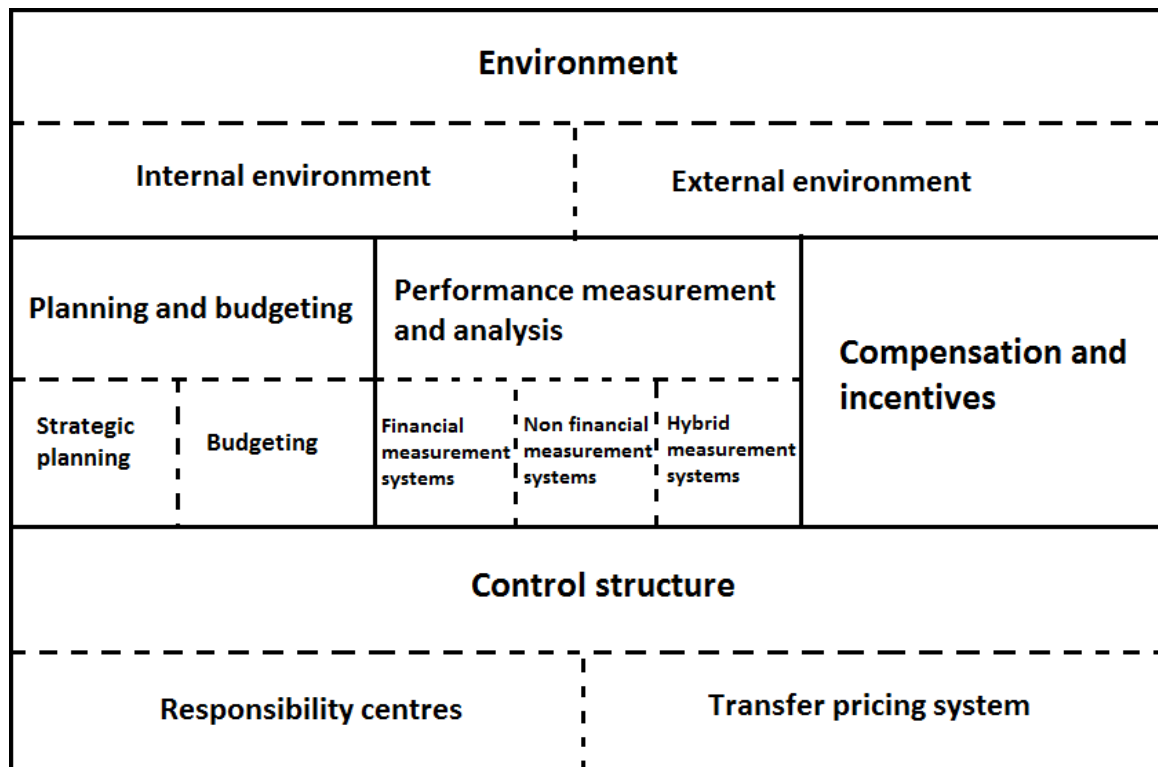 Environment
Internal environment
External environment
Planning and budgeting
Performance measurement
and analysis
Compensation and
incentives
Strategic
planning
Budgeting
Financial
measurement
systems
Non financial
measurement
systems
Hybrid
measurement
systems
Control structure
Responsibility centres
Transfer pricing system